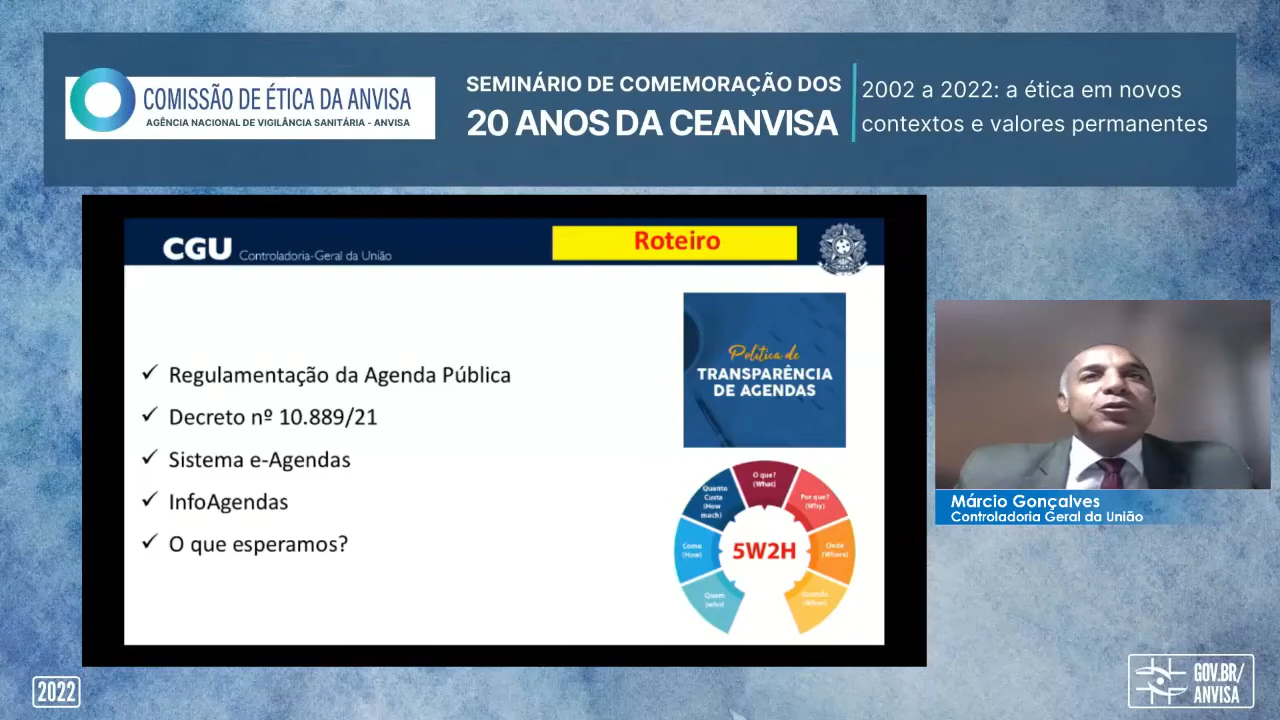 COMISSÃO DE ÉTICA DA ANVISA
AGÊNCIA NACIONAL DE VIGILÂNCIA SANITÁRIA - ANVISA
SEMINÁRIO DE COMEMORAÇÃO DOS
20 ANOS DA CEANVISA
2002 a 2022: a ética em novos
contextos e valores permanentes
CGU Controladoria-Geral da União
Roteiro
✓ Regulamentação da Agenda Pública
✓ Decreto nº 10.889/21
✓ Sistema e-Agendas
✓ InfoAgendas
✓ O que esperamos?
Política de
TRANSPARÊNCIA
DE AGENDAS
O que?
(What)
Quanto
Custa
(How
much)
Por que?
(Why)
Como
(How)
5W2H
Onde
(Where)
Quem
(who)
Quando
(When)
Márcio Gonçalves
Controladoria Geral da União
2022
GOV.BR/
ANVISA